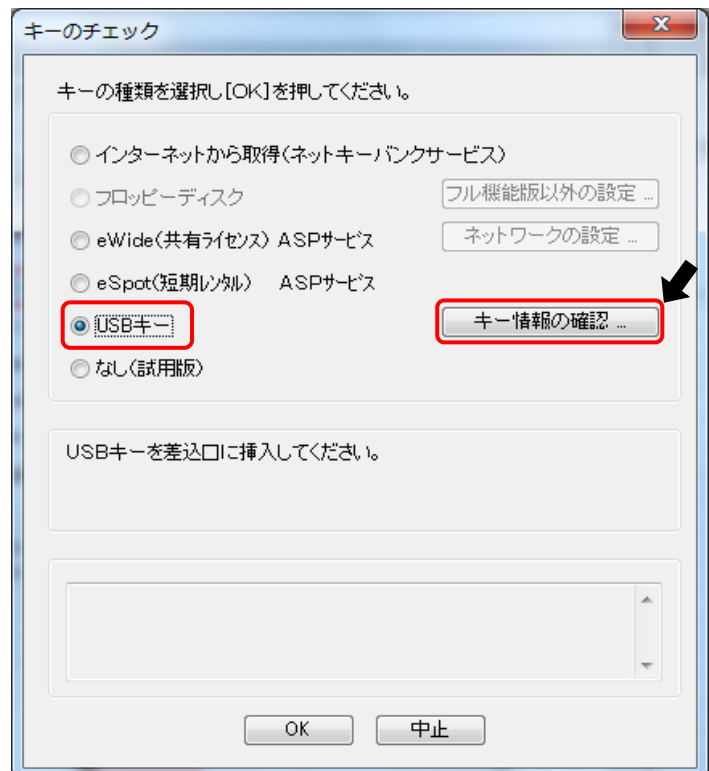 キーのチェック
キーの種類を選択し[OK]を押してください。
インターネットから取得(ネットキーバンクサービス)
フロッピーディスク
フル機能版以外の設定 ...
eWide(共有ライセンス) ASPサービス
ネットワークの設定 ...
eSpot(短期レンタル) ASPサービス
USBキー
キー情報の確認 ...
なし(試用版)
USBキーを差込口に挿入してください。
OK
中止